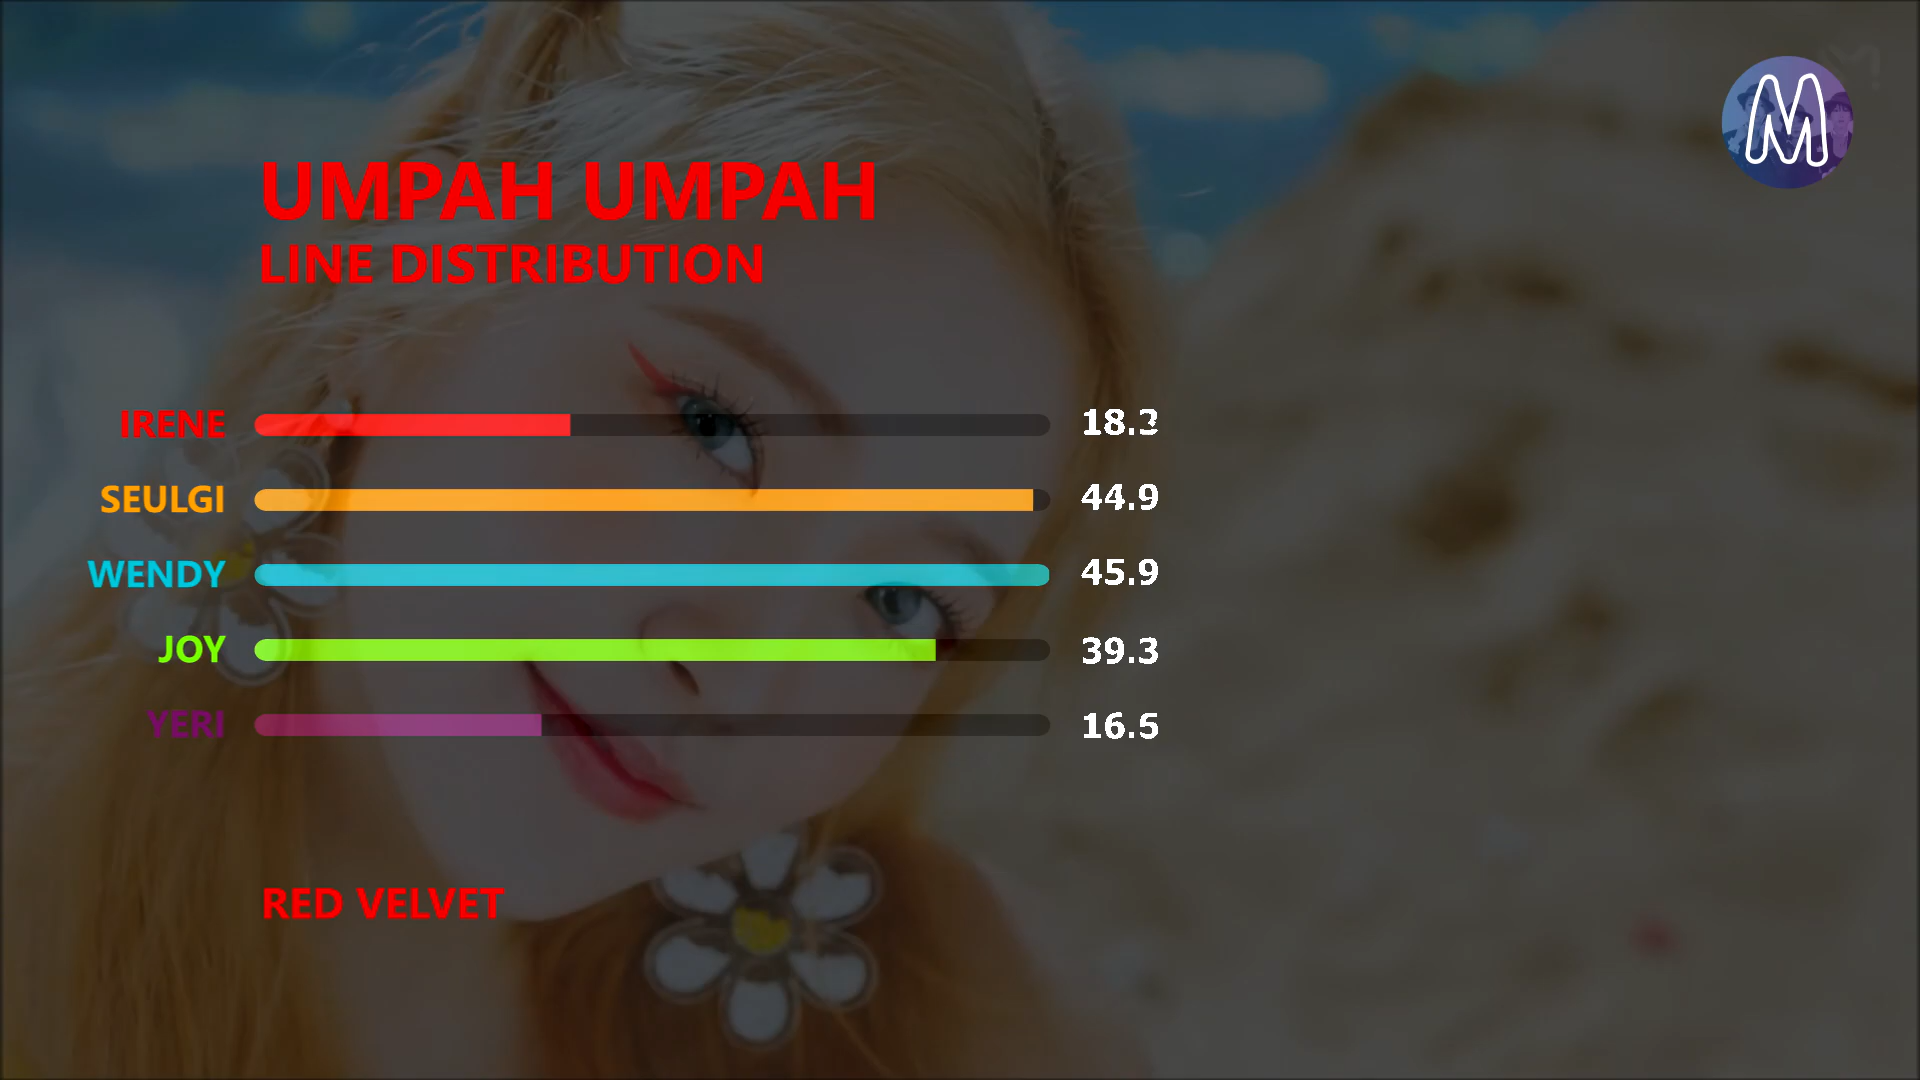 M
UMPAH UMPAH
LINE DISTRIBUTION
IRENE 18.3
SEULGI 44.9
WENDY 45.9
JOY 39.3
YERI 16.5
RED VELVET